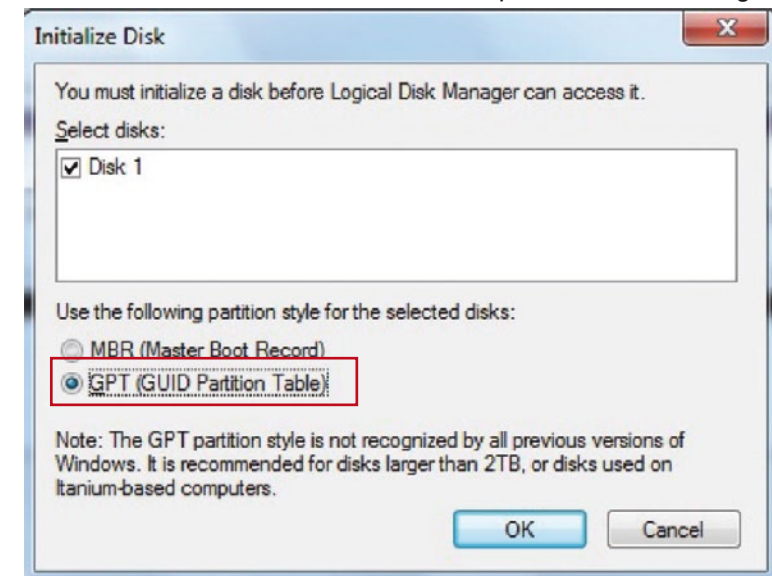 Initialize Disk
You must initialize a disk before Logical Disk Manager can access it.
Select disks:
Disk 1
Use the following partition style for the selected disks:
MBR (Master Boot Record)
GPT (GUID Partition Table)
Note: The GPT partition style is not recognized by all previous versions of
Windows. It is recommended for disks larger than 2TB, or disks used on
Itanium-based computers.
OK Cancel